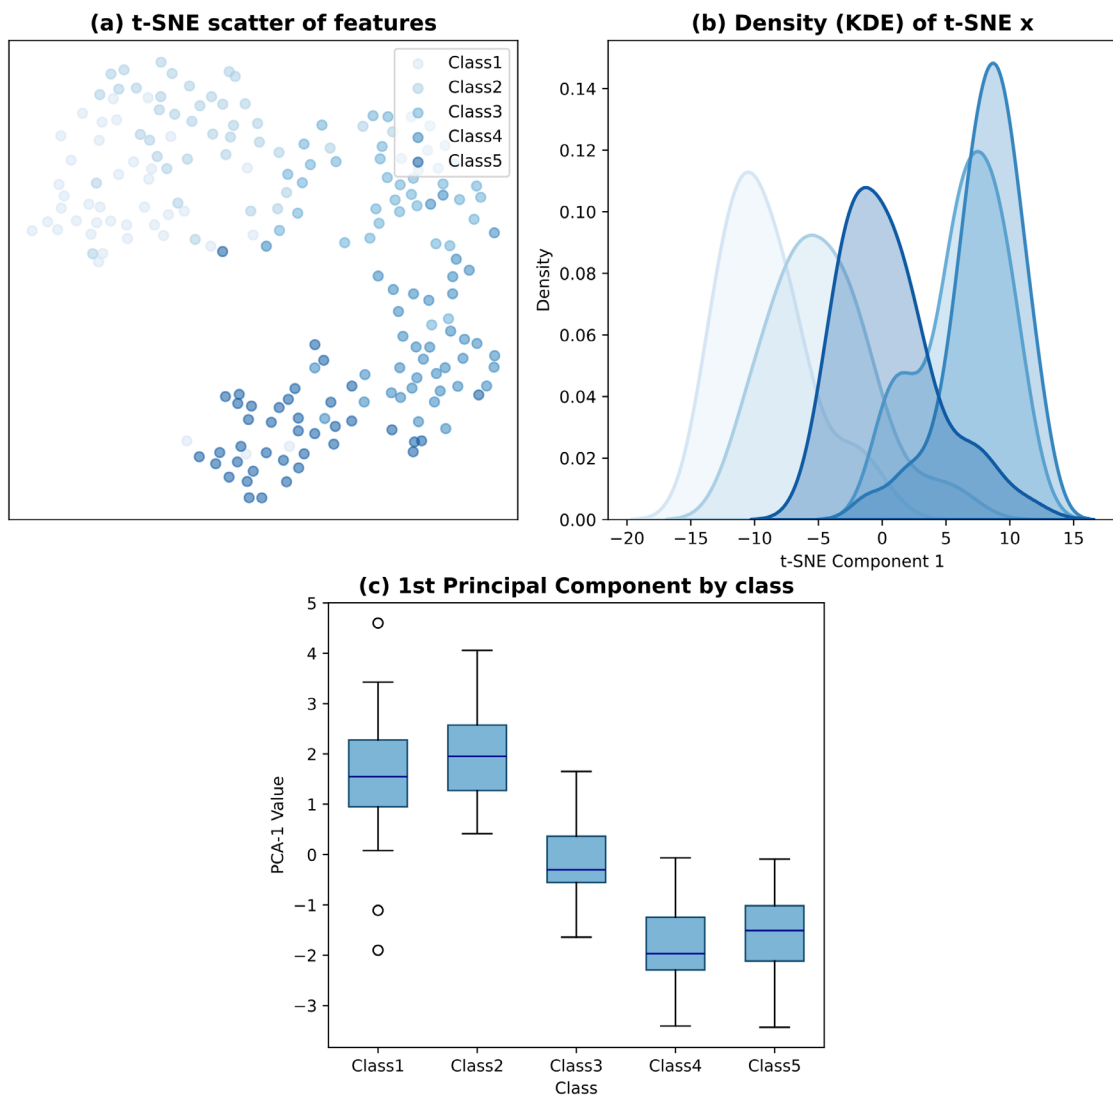 (a) t-SNE scatter of features
Class1
Class2
Class3
Class4
Class5
(b) Density (KDE) of t-SNE x
Density
0.14
0.12
0.10
0.08
0.06
0.04
0.02
0.00
−20 −15 −10 −5 0 5 10 15
t-SNE Component 1
(c) 1st Principal Component by class
PCA-1 Value
5
4
3
2
1
0
−1
−2
−3
Class1 Class2 Class3 Class4 Class5
Class